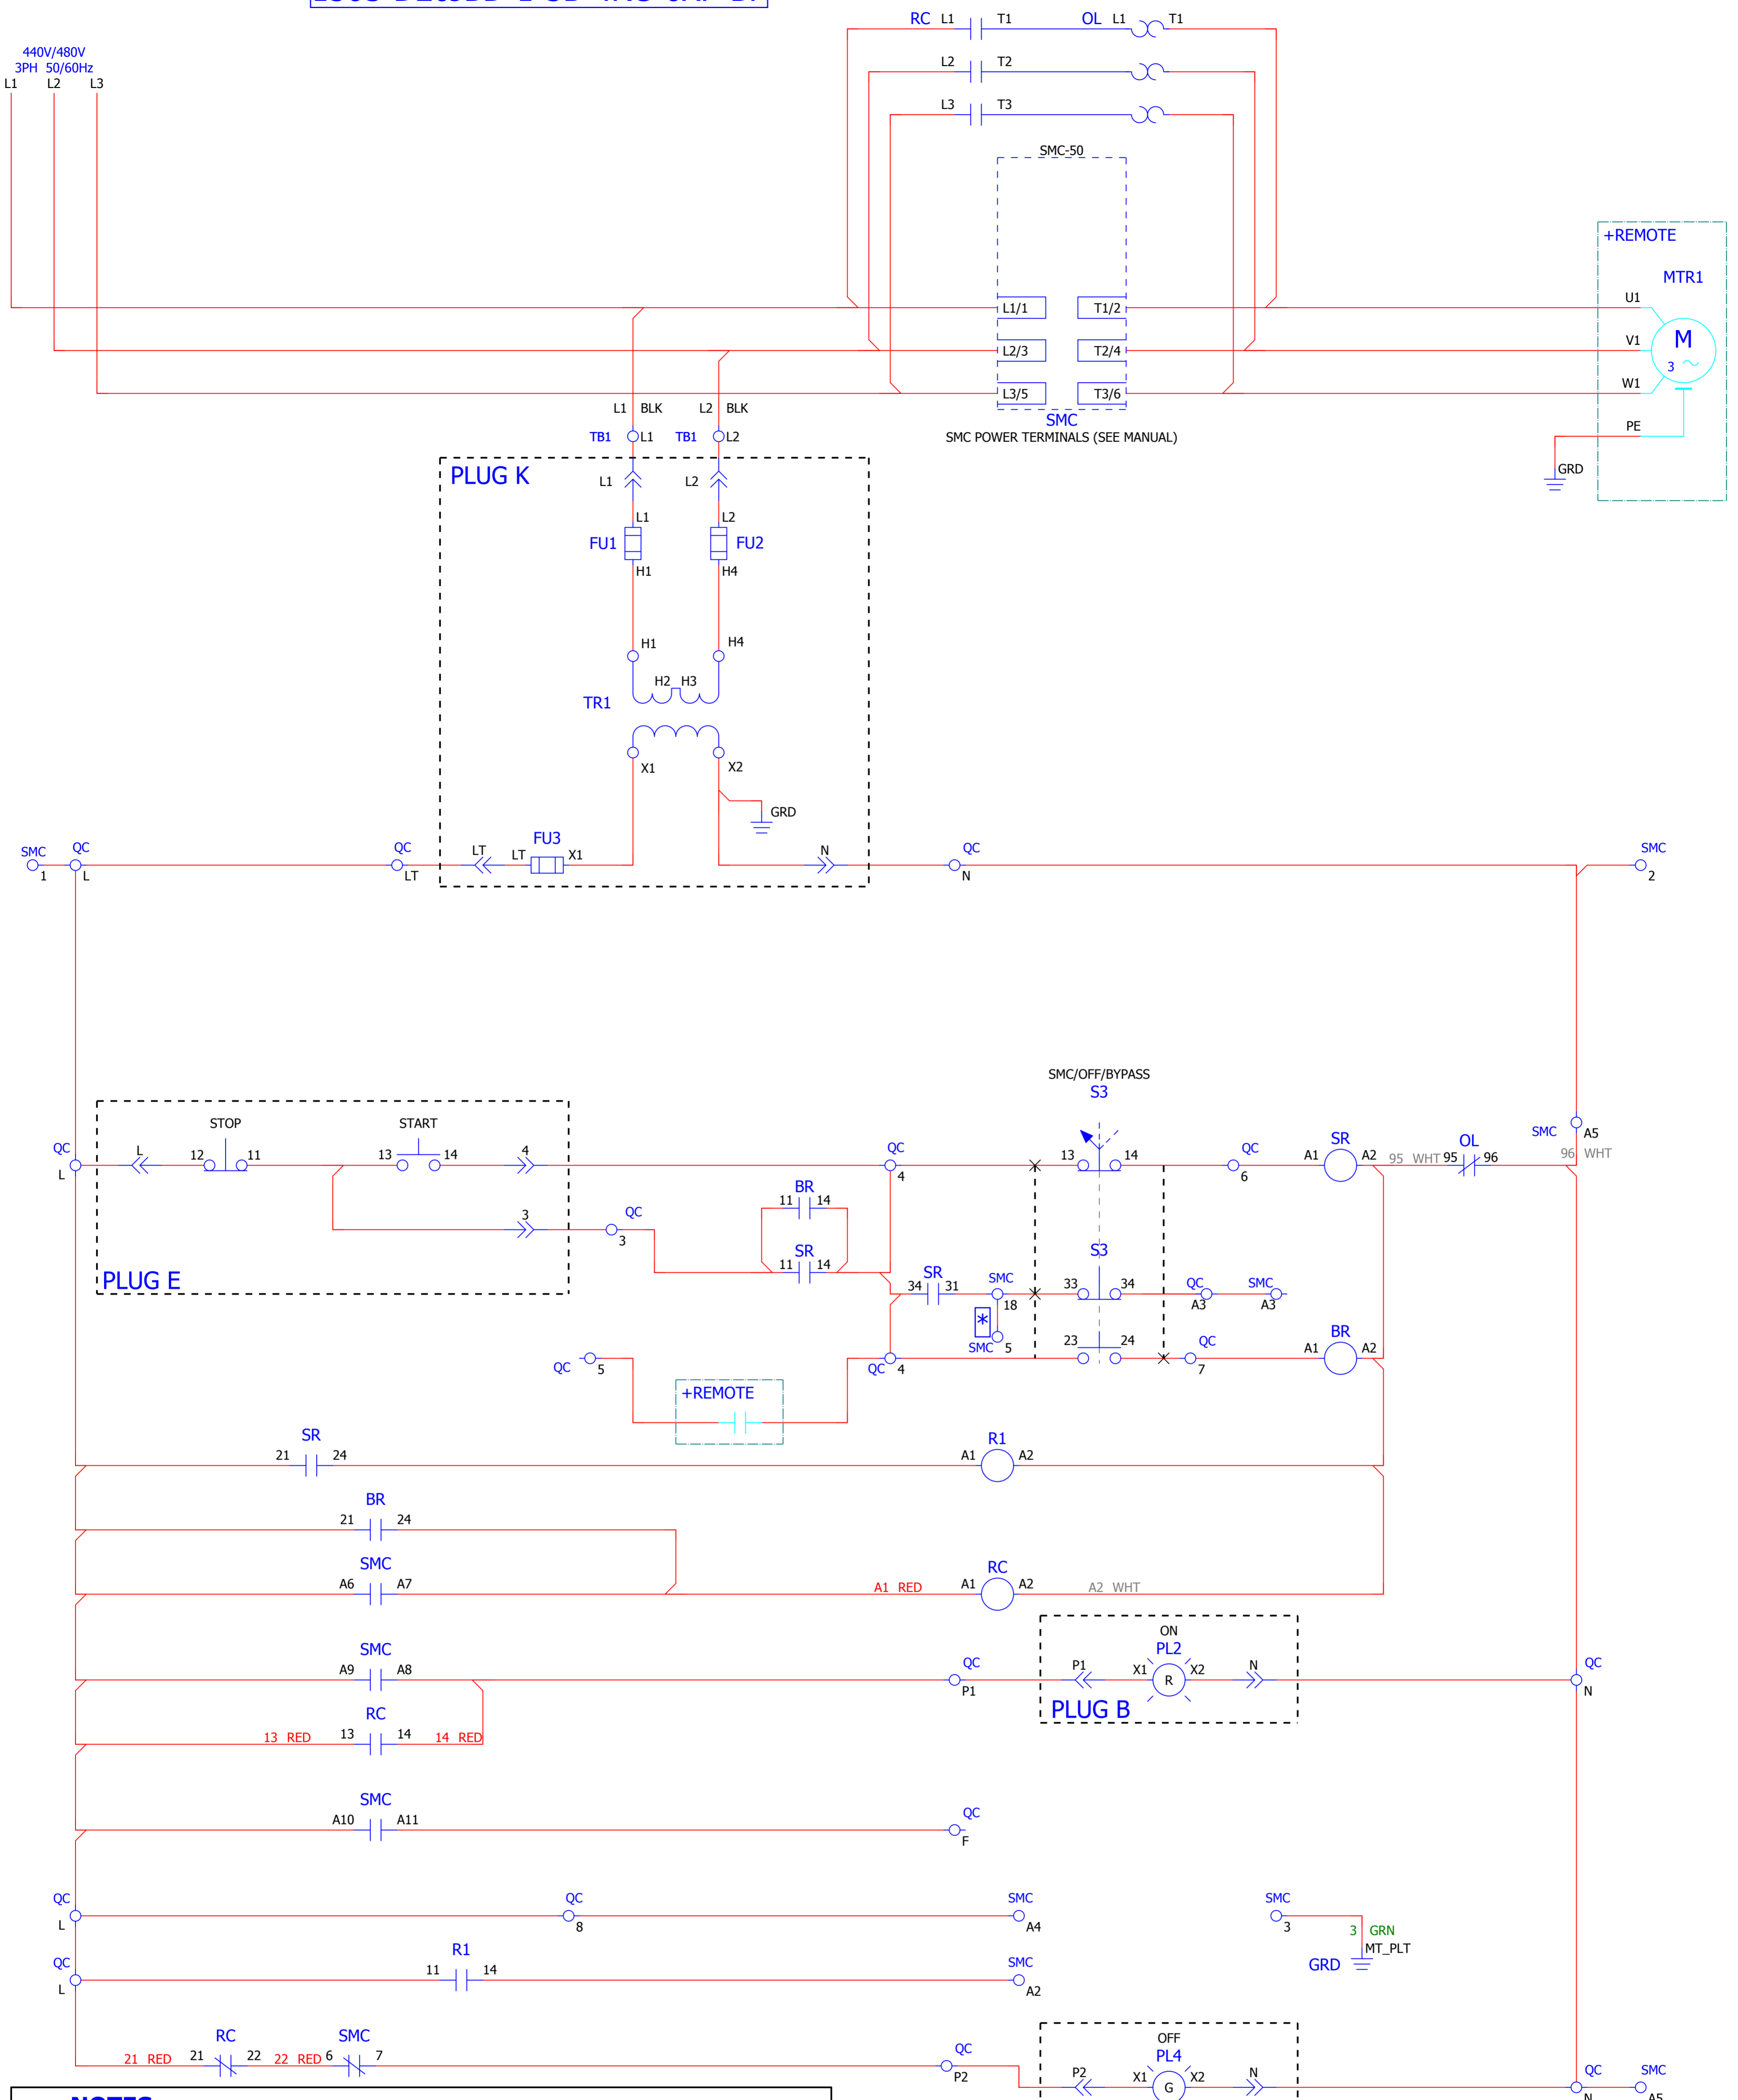 RC L1 T1 OL L1 T1
440V/480V
3PH 50/60Hz
L1 L2 L3
L2 T2
L3 T3
SMC-50
+REMOTE
MTR1
L1/1 T1/2 U1
L2/3 T2/4 V1 M
3
L3/5 T3/6 W1
L1 BLK L2 BLK
SMC
SMC POWER TERMINALS (SEE MANUAL)
PE
TB1 L1 TB1 L2
GRD
PLUG K
L1 L2
L1 L2
FU1 FU2
H1 H4
H1 H4
H2 H3
TR1
X1 X2
GRD
FU3
SMC QC QC LT LT X1 N QC SMC
1 L LT N 2
SMC/OFF/BYPASS
S3
STOP START
QC L 12 11 13 14 4 QC 13 14 QC SR OL SMC A5
L 4 6 A1 A2 95 WHT 95 96 96 WHT
BR
11 14
3 QC
3
SR S3
11 14
PLUG E
SR SMC QC SMC
34 31 18 33 34 A3 A3
*
SMC 5 23 24 QC BR
QC 5 QC 4 7 A1 A2
+REMOTE
SR R1
21 24 A1 A2
BR
21 24
SMC RC
A6 A7 A1 RED A1 A2 A2 WHT
ON
SMC PL2
A9 A8 QC P1 X1 R X2 N QC
P1 N
PLUG B
RC
13 RED 13 14 14 RED
SMC
A10 A11 QC
F
QC QC SMC SMC
L 8 A4 3
3 GRN
MT_PLT
GRD
QC R1 SMC
L 11 14 A2
OFF
RC SMC PL4
21 RED 21 22 22 RED 6 7 QC
P2 P2 X1 G X2 N QC SMC
N A5
NOTES